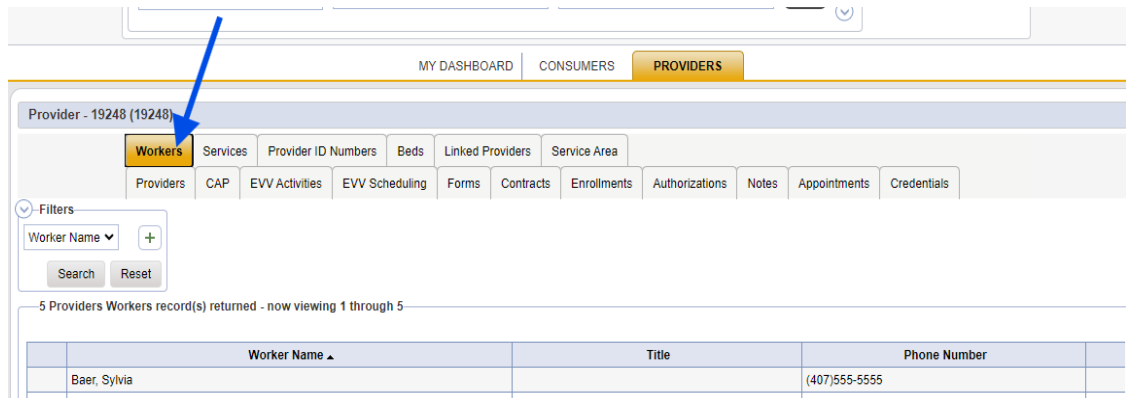 MY DASHBOARD CONSUMERS PROVIDERS
Provider - 19248 (19248)
Workers Services Provider ID Numbers Beds Linked Providers Service Area
Providers CAP EVV Activities EVV Scheduling Forms Contracts Enrollments Authorizations Notes Appointments Credentials
Filters
Worker Name +
Search Reset
5 Providers Workers record(s) returned - now viewing 1 through 5
Worker Name Title Phone Number
Baer, Sylvia (407)555-5555